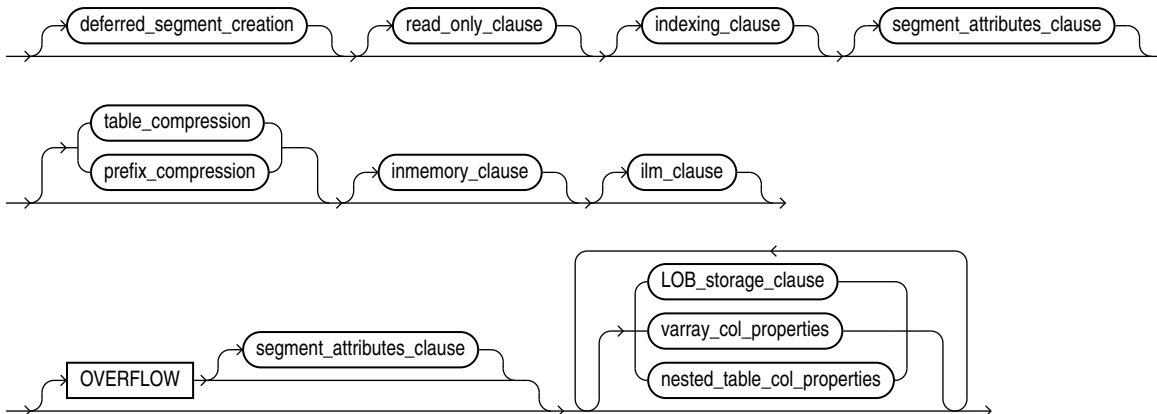 deferred_segment_creation read_only_clause indexing_clause segment_attributes_clause
table_compression
prefix_compression
inmemory_clause ilm_clause
OVERFLOW segment_attributes_clause
LOB_storage_clause
varray_col_properties
nested_table_col_properties